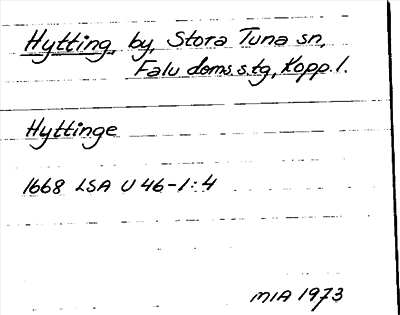 Hytting, by, Stora Tuna sn,
Falu doms.s.tg, Kopp. l.
Hyttinge
1668 LSA U 46-1:4
MIA 1973